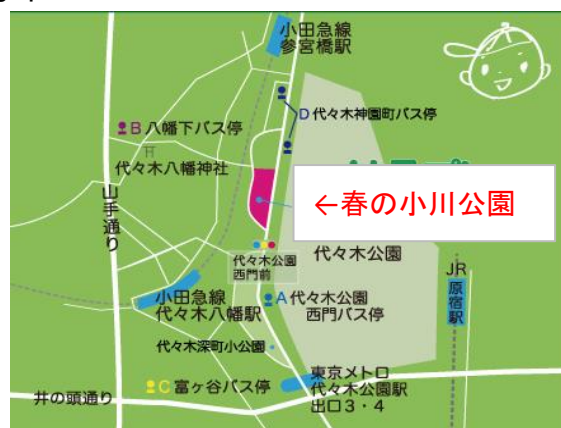 小田急線
参宮橋駅
D代々木神園町バス停
B八幡下バス停
代々木八幡神社
←春の小川公園
山手通り
代々木公園
西門前
代々木公園
JR
原宿駅
小田急線
代々木八幡駅
A代々木公園
西門バス停
代々木深町小公園
東京メトロ
代々木公園駅
出口3・4
C富ヶ谷バス停
井の頭通り